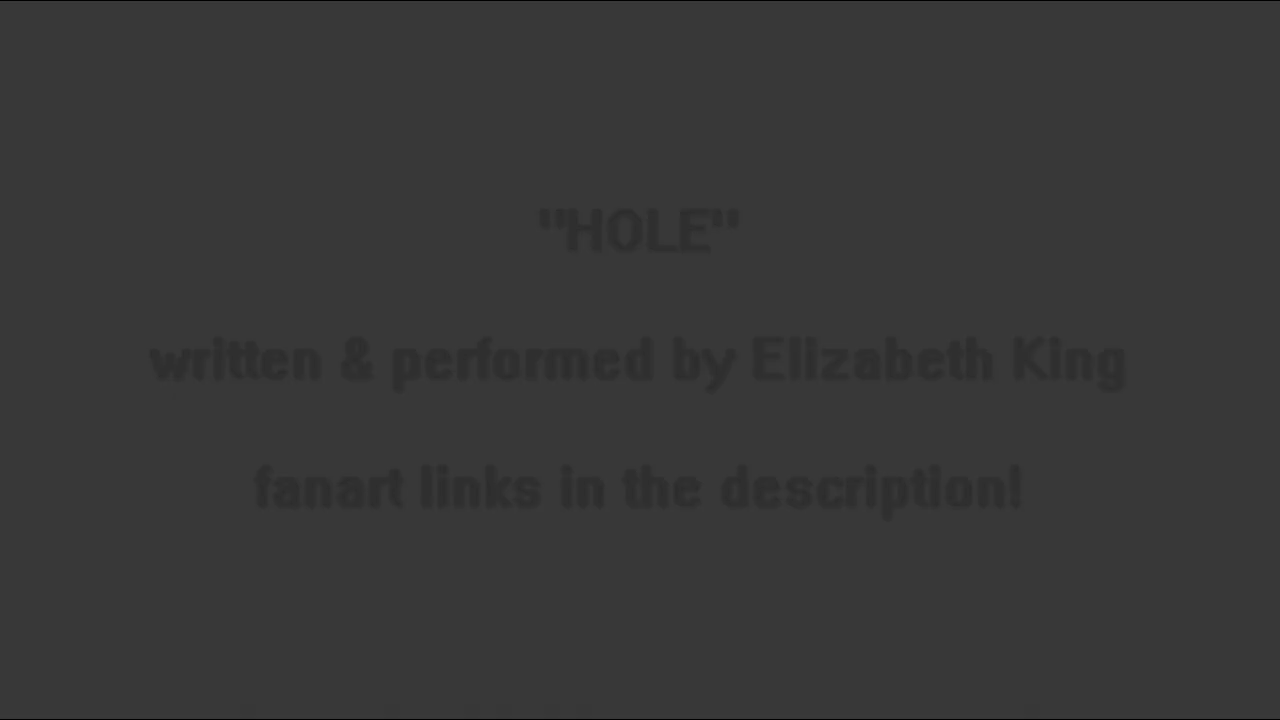 "HOLE"
written & performed by Elizabeth King
fanart links in the description!